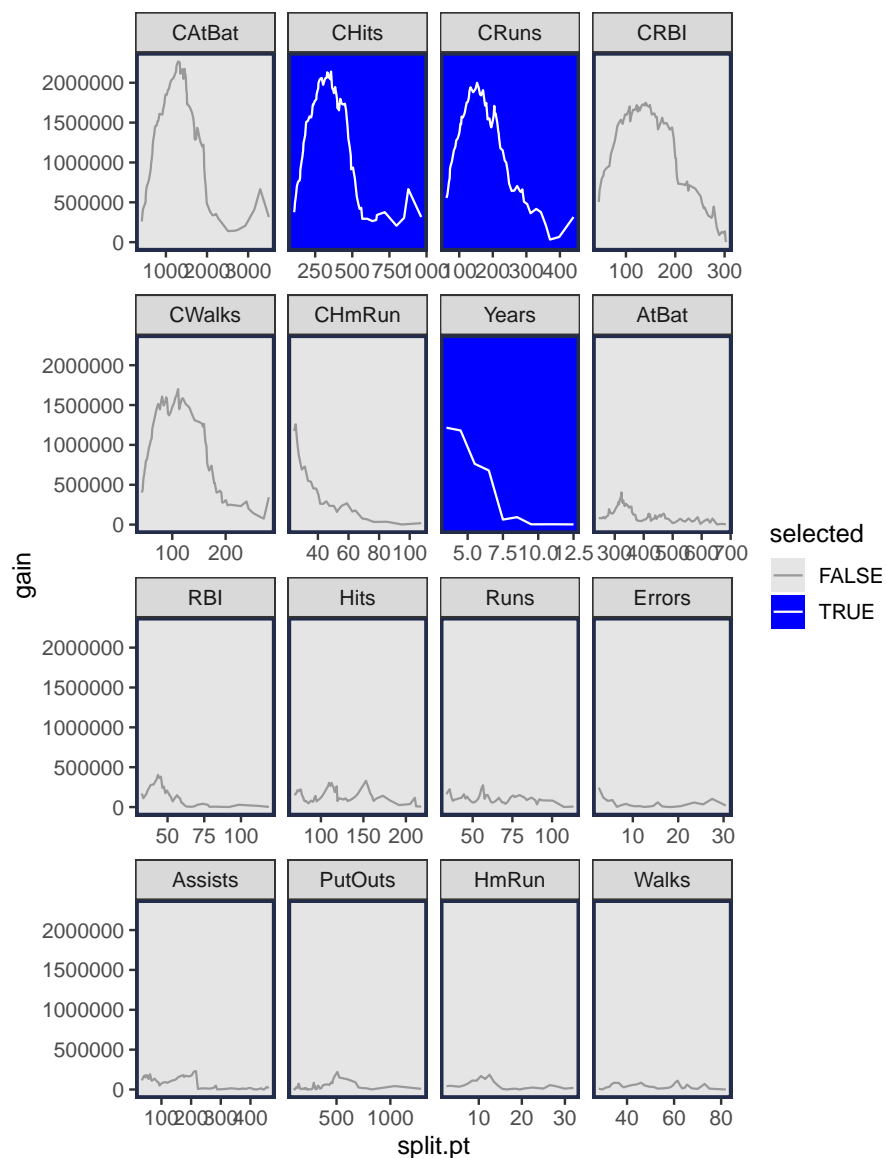 CAtBat CHits CRuns CRBI
2000000
1500000
1000000
500000
0
1000 2000 3000 250 500 750 1000 100 200 300 400 100 200 300
CWalks CHmRun Years AtBat
2000000
1500000
1000000
500000
0
100 200 40 60 80 100 5.0 7.5 10.0 12.5 300 400 500 600 700
gain
selected
FALSE
TRUE
RBI Hits Runs Errors
2000000
1500000
1000000
500000
0
50 75 100 100 150 200 50 75 100 10 20 30
Assists PutOuts HmRun Walks
2000000
1500000
1000000
500000
0
100 200 300 400 500 1000 10 20 30 40 60 80
split.pt